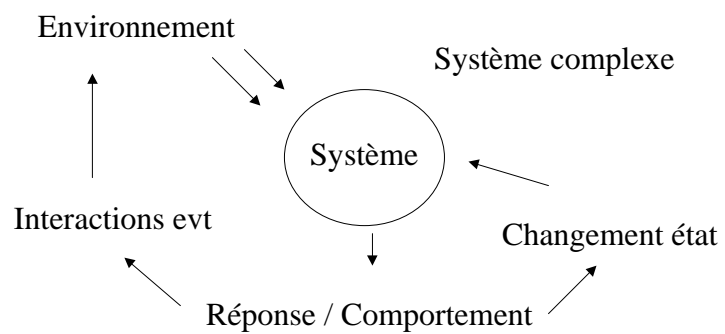 Environnement
Système complexe
Système
Interactions evt
Changement état
Réponse / Comportement